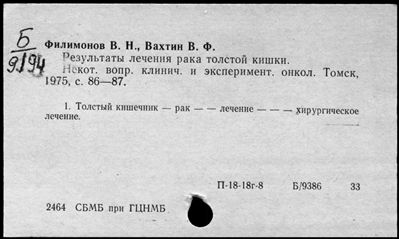 Б
9194
Филимонов В. Н., Вахтин В. Ф.
Результаты лечения рака толстой кишки.
Некот. вопр. клинич. и эксперимент. онкол. Томск,
1975, с. 86—87.
1. Толстый кишечник — рак — — лечение — — — хирургическое
лечение.
П-18-18г-8 Б/9386 33
2464 СБМБ при ГЦНМБ